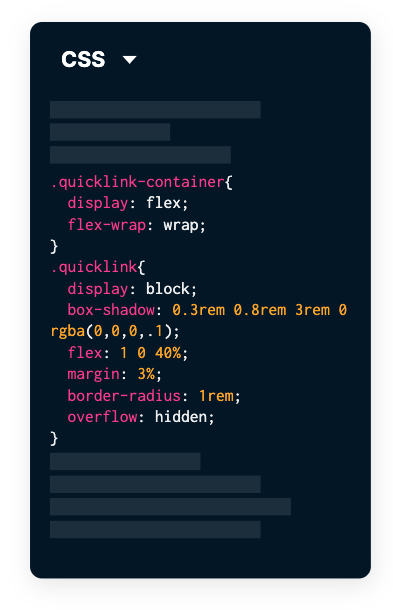 CSS
.quicklink-container{
display: flex;
flex-wrap: wrap;
}
.quicklink{
display: block;
box-shadow: 0.3rem 0.8rem 3rem 0
rgba(0,0,0,.1);
flex: 1 0 40%;
margin: 3%;
border-radius: 1rem;
overflow: hidden;
}